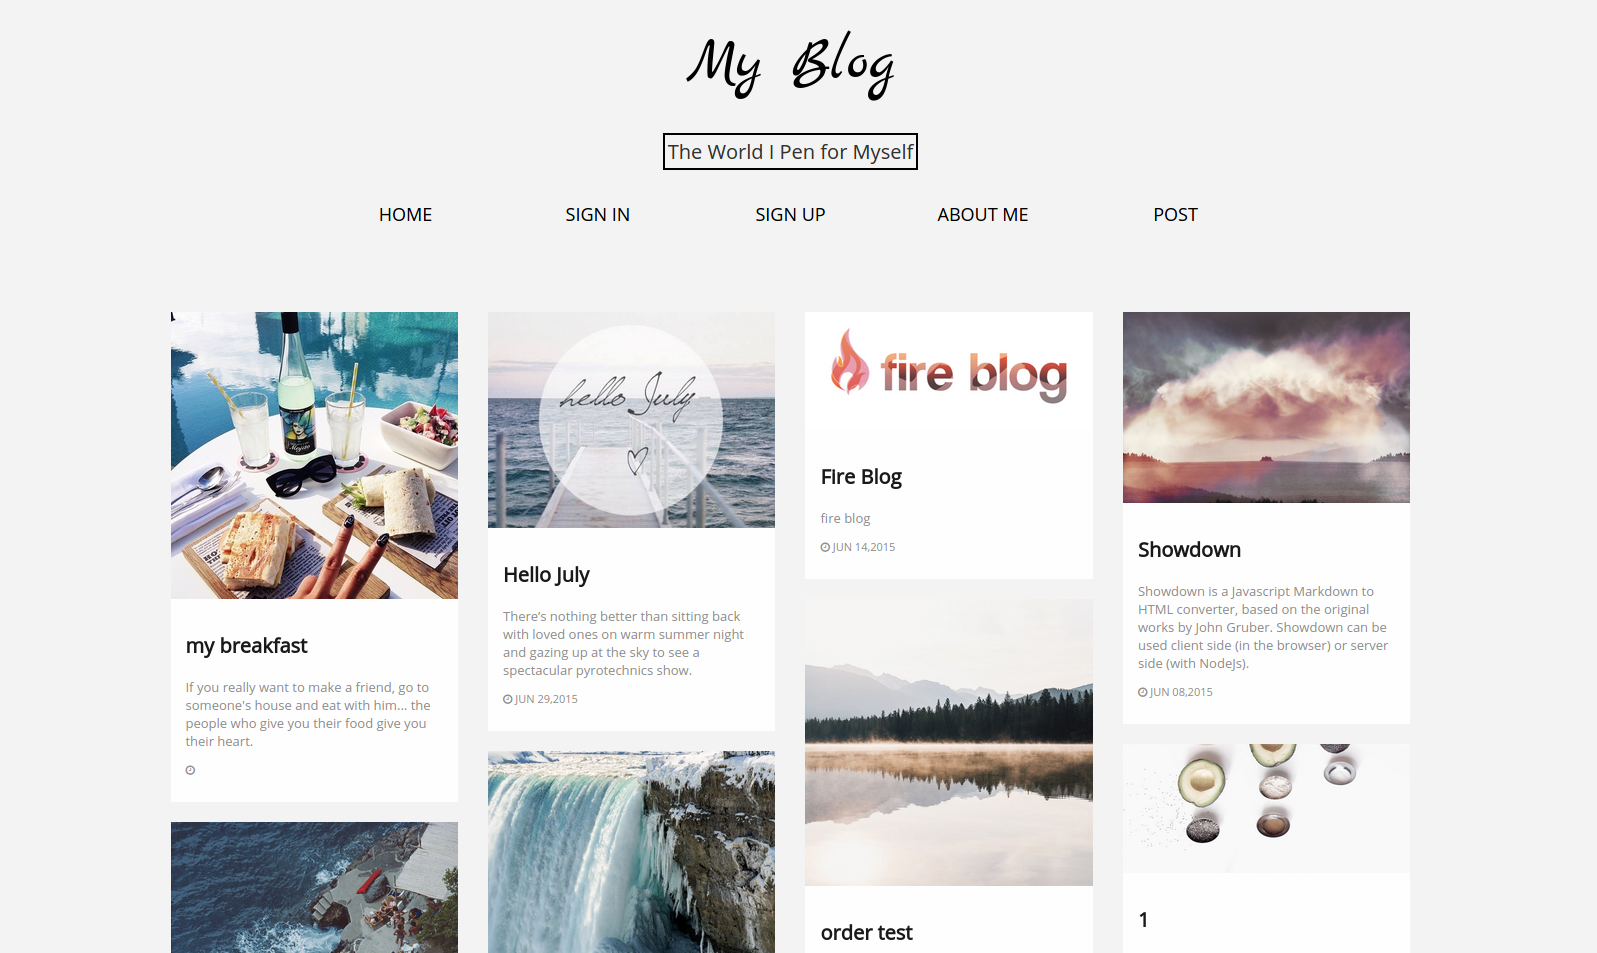 My Blog
The World I Pen for Myself
HOME
SIGN IN
SIGN UP
ABOUT ME
POST
Mojito
my breakfast
If you really want to make a friend, go to
someone's house and eat with him... the
people who give you their food give you
their heart.
hello July
Hello July
There's nothing better than sitting back
with loved ones on warm summer night
and gazing up at the sky to see a
spectacular pyrotechnics show.
JUN 29,2015
fire blog
Fire Blog
fire blog
JUN 14,2015
order test
Showdown
Showdown is a Javascript Markdown to
HTML converter, based on the original
works by John Gruber. Showdown can be
used client side (in the browser) or server
side (with NodeJs).
JUN 08,2015
1